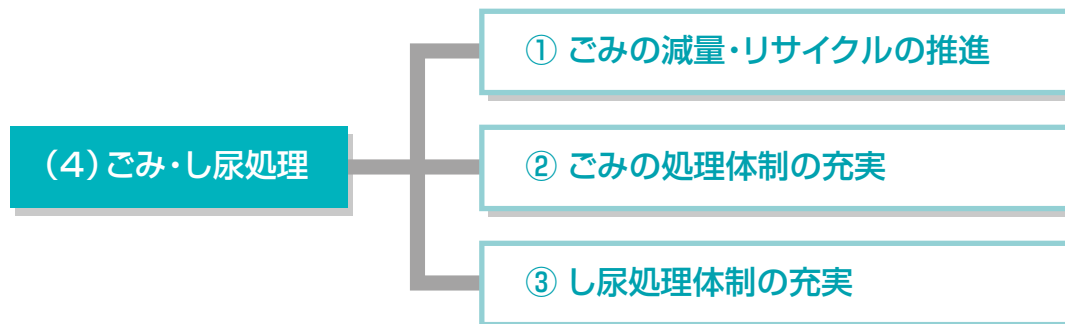 (4)ごみ・し尿処理
① ごみの減量・リサイクルの推進
② ごみの処理体制の充実
③ し尿処理体制の充実